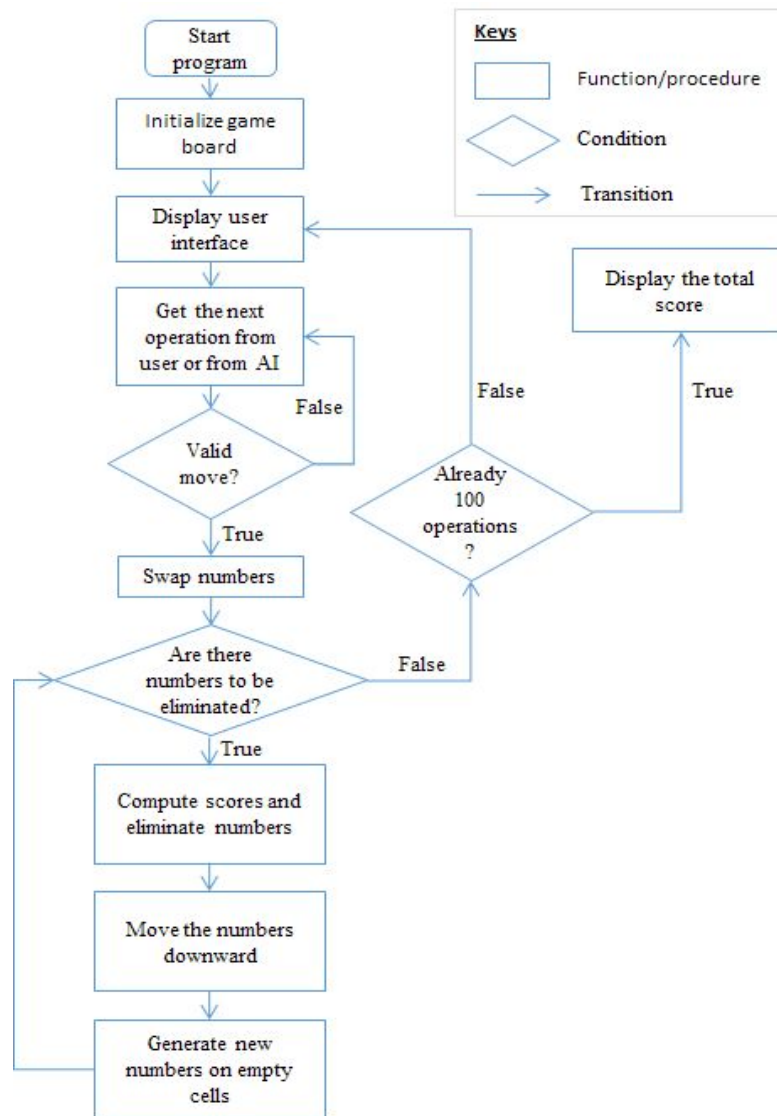 Start
program
Initialize game
board
Display user
interface
Get the next
operation from
user or from AI
False
Valid
move?
True
Swap numbers
Are there
numbers to be
eliminated?
False
True
Compute scores and
eliminate numbers
Move the numbers
downward
Generate new
numbers on empty
cells
Already
100
operations
?
False
True
Display the total
score
Keys
Function/procedure
Condition
Transition